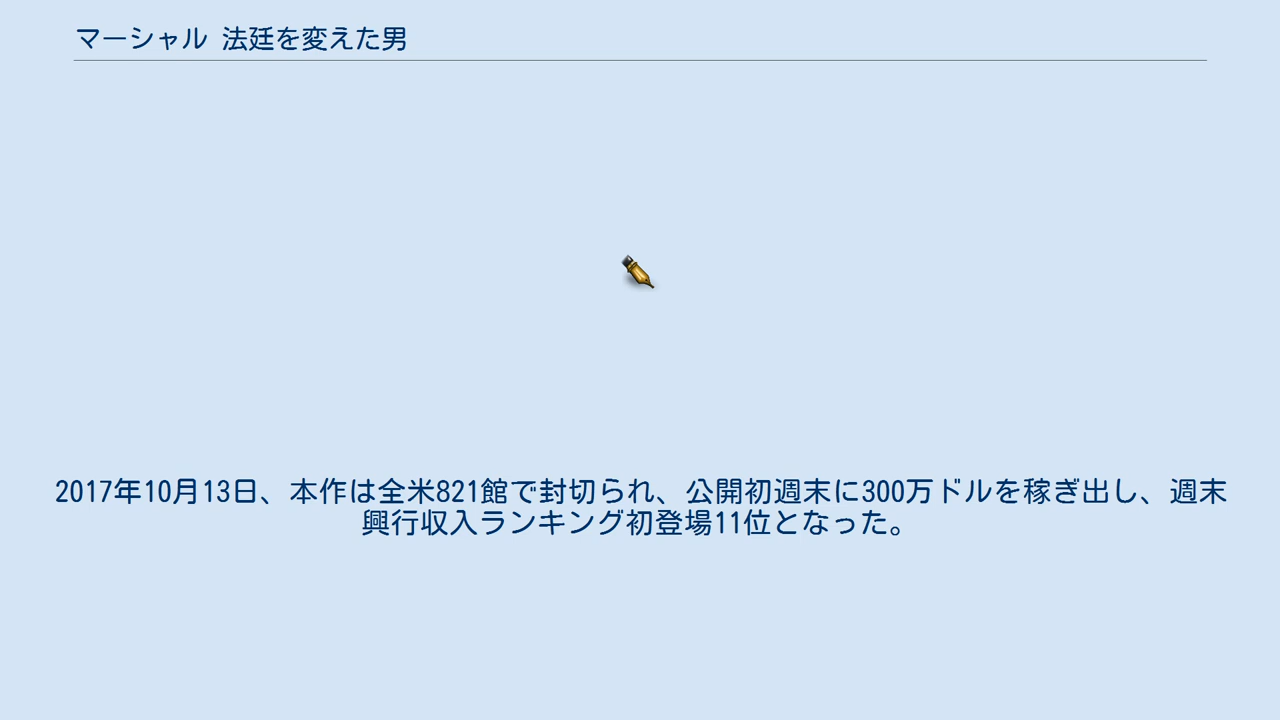 マーシャル 法廷を変えた男
2017年10月13日、本作は全米821館で封切られ、公開初週末に300万ドルを稼ぎ出し、週末
興行収入ランキング初登場11位となった。